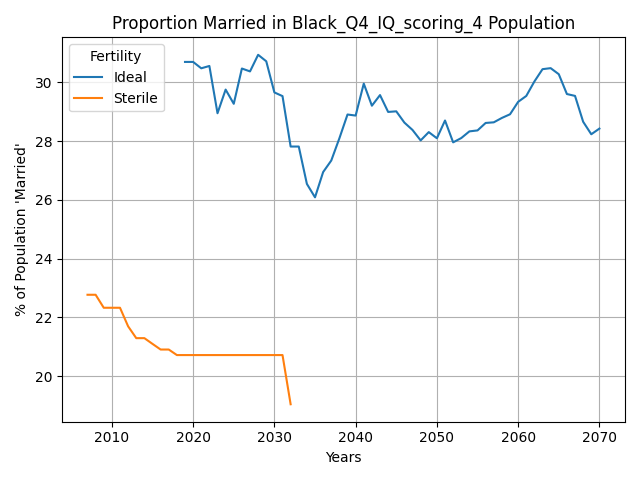 Proportion Married in Black_Q4_IQ_scoring_4 Population
Fertility
Ideal
Sterile
% of Population 'Married'
30
28
26
24
22
20
2010 2020 2030 2040 2050 2060 2070
Years